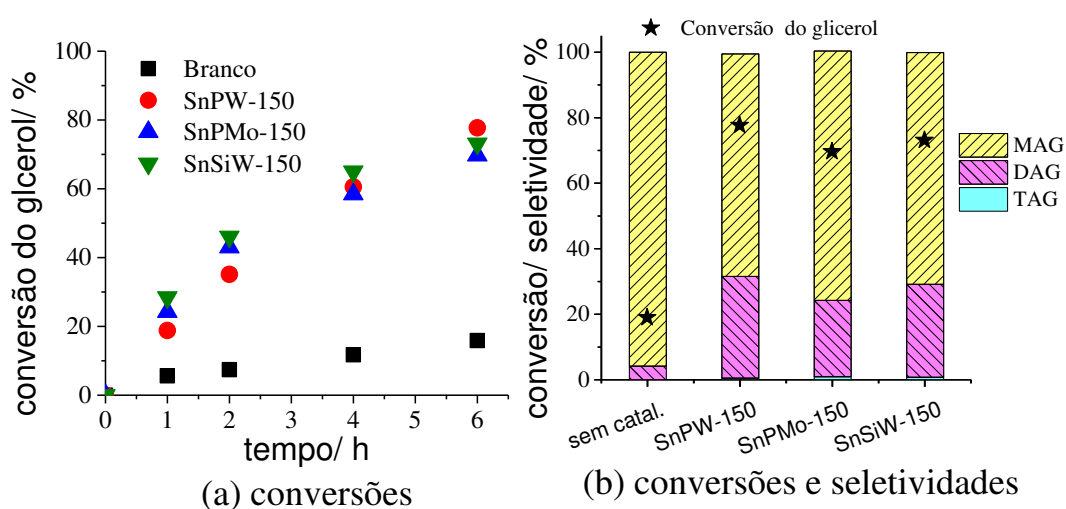 100
80
60
40
20
0
conversão do glcerol/ %
Branco
SnPW-150
SnPMo-150
SnSiW-150
0 1 2 3 4 5 6
tempo/ h
(a) conversões
Conversão do glicerol
100
80
60
40
20
0
conversão/ seletividade/ %
MAG
DAG
TAG
sem catal.
SnPW-150
SnPMo-150
SnSiW-150
(b) conversões e seletividades